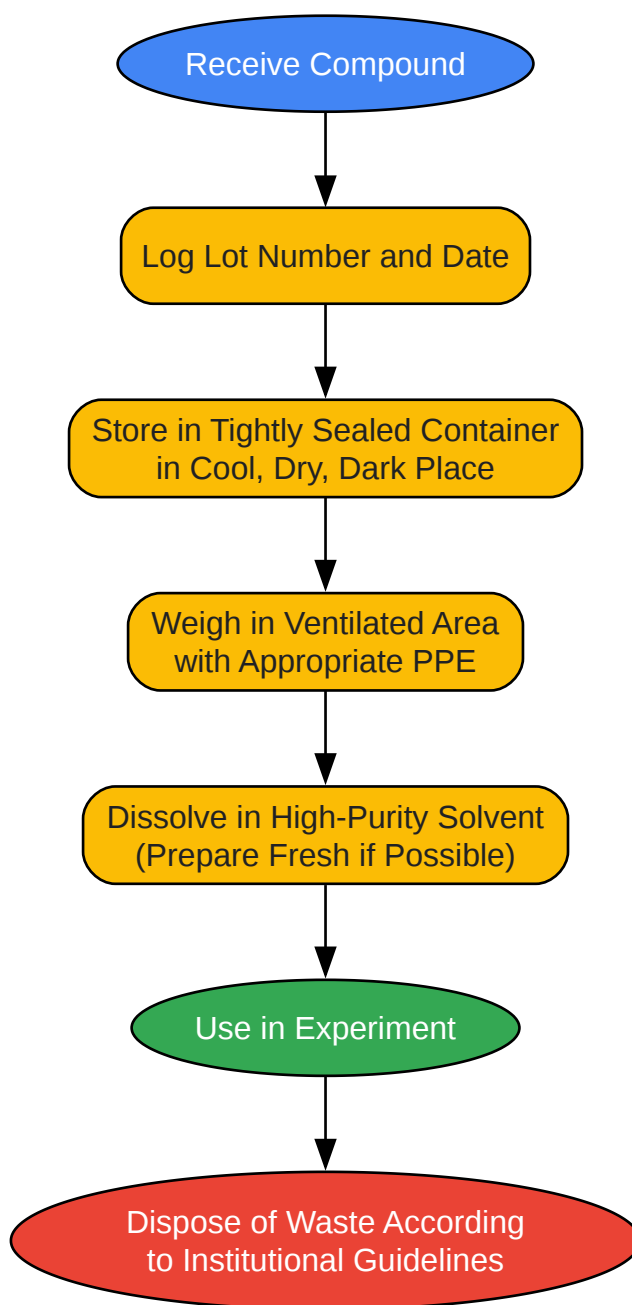 Receive Compound
Log Lot Number and Date
Store in Tightly Sealed Container
in Cool, Dry, Dark Place
Weigh in Ventilated Area
with Appropriate PPE
Dissolve in High-Purity Solvent
(Prepare Fresh if Possible)
Use in Experiment
Dispose of Waste According
to Institutional Guidelines